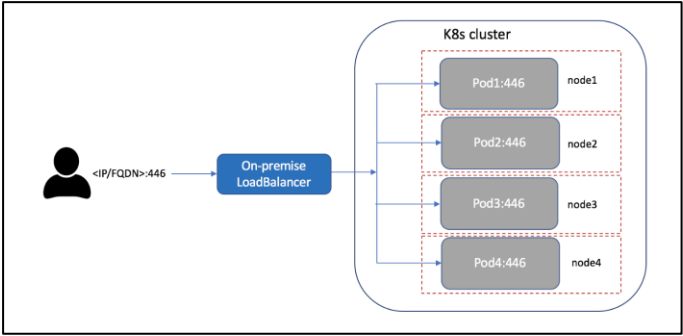 K8s cluster
Pod1:446
node1
Pod2:446
node2
<IP/FQDN>:446
On-premise
LoadBalancer
Pod3:446
node3
Pod4:446
node4